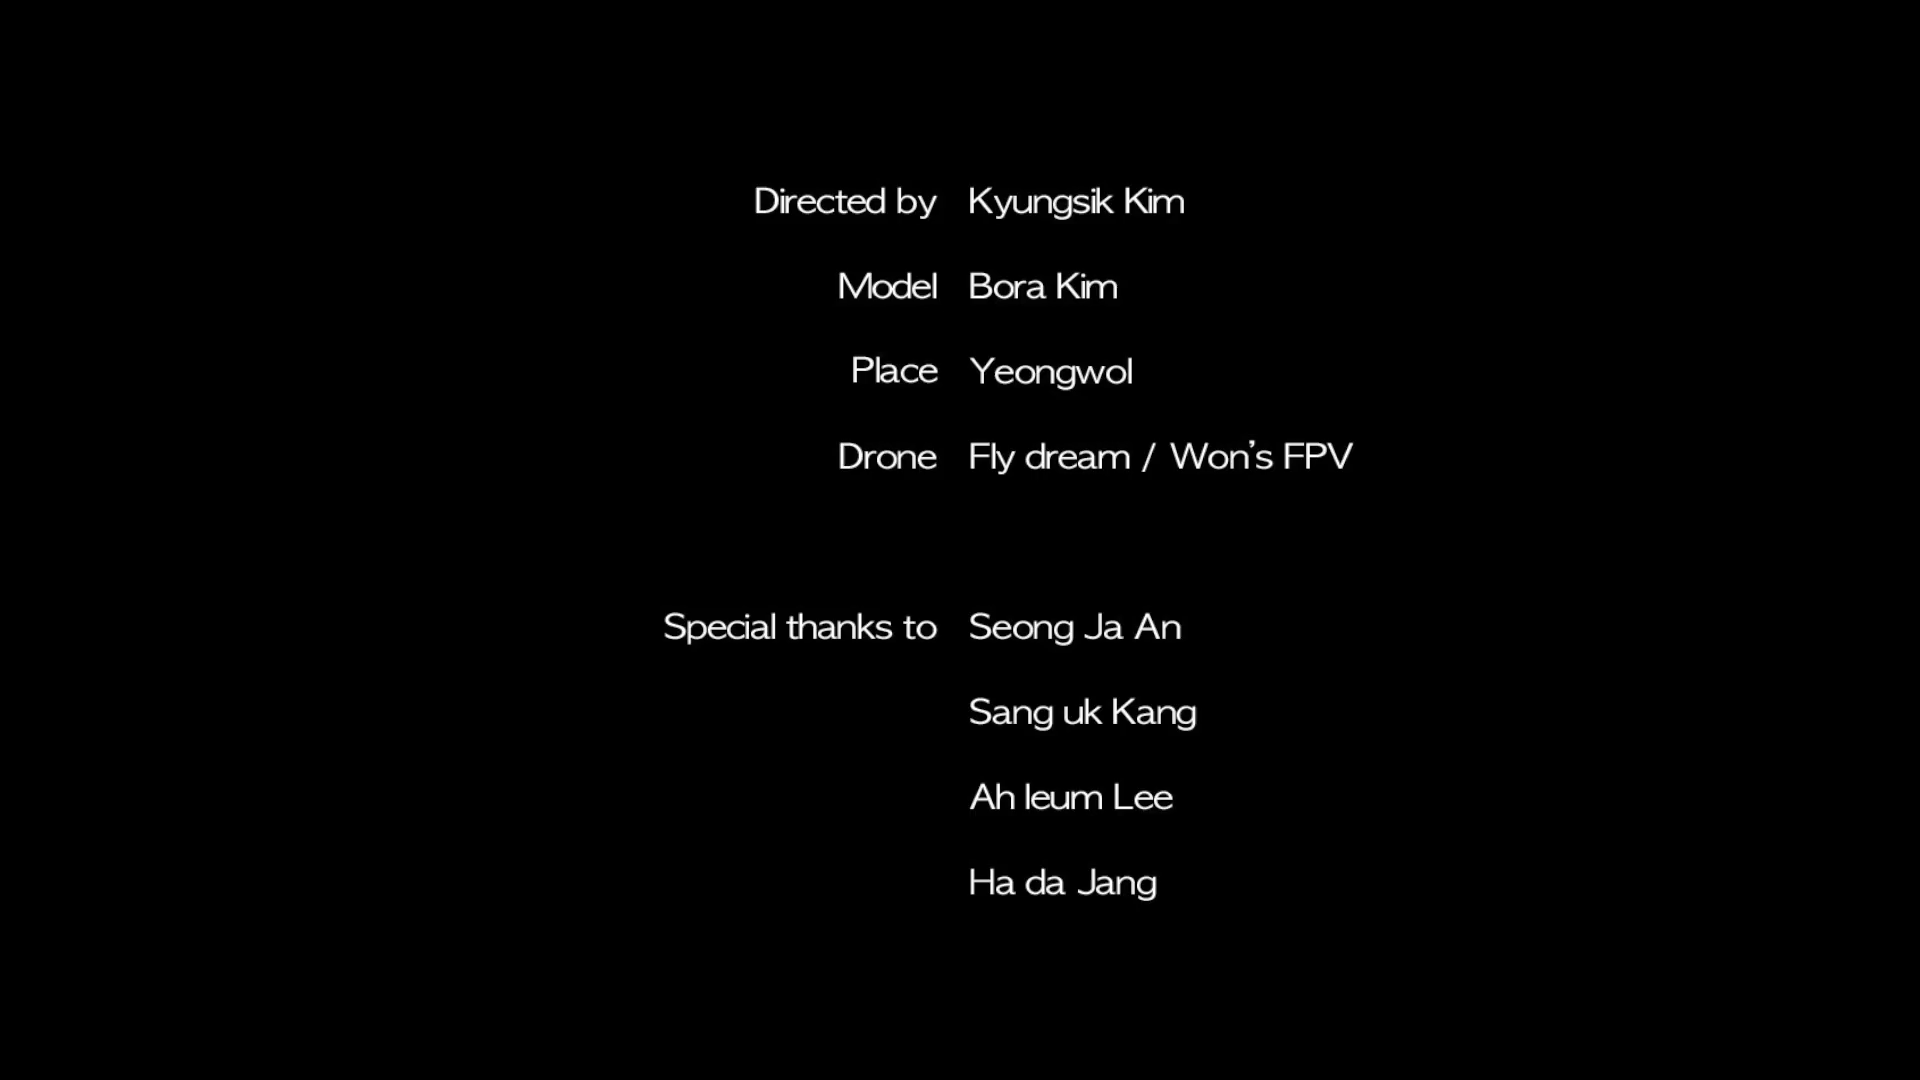 Directed by Kyungsik Kim
Model Bora Kim
Place Yeongwol
Drone Fly dream / Won's FPV
Special thanks to Seong Ja An
Sang uk Kang
Ah leum Lee
Ha da Jang